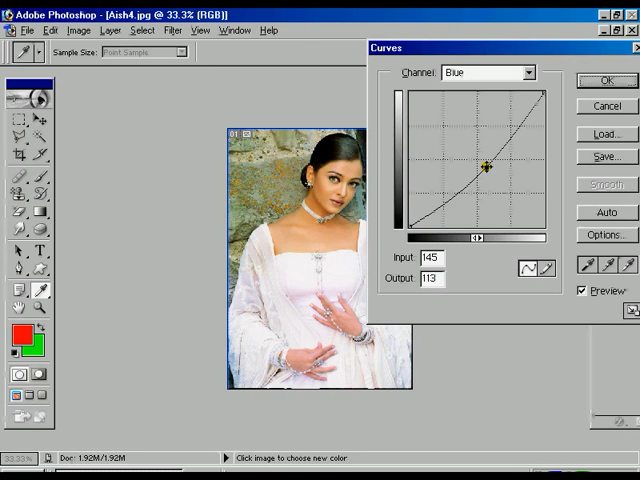 Adobe Photoshop - [Aish4.jpg @ 33.3% (RGB)]
File Edit Image Layer Select Filter View Window Help
Sample Size: Point Sample
Curves
Channel: Blue
OK
Cancel
Load...
Save...
Smooth
Auto
Options...
Input: 145
Output: 113
Preview
01
T
33.33%
Doc: 1.92M/1.92M
Click image to choose new color